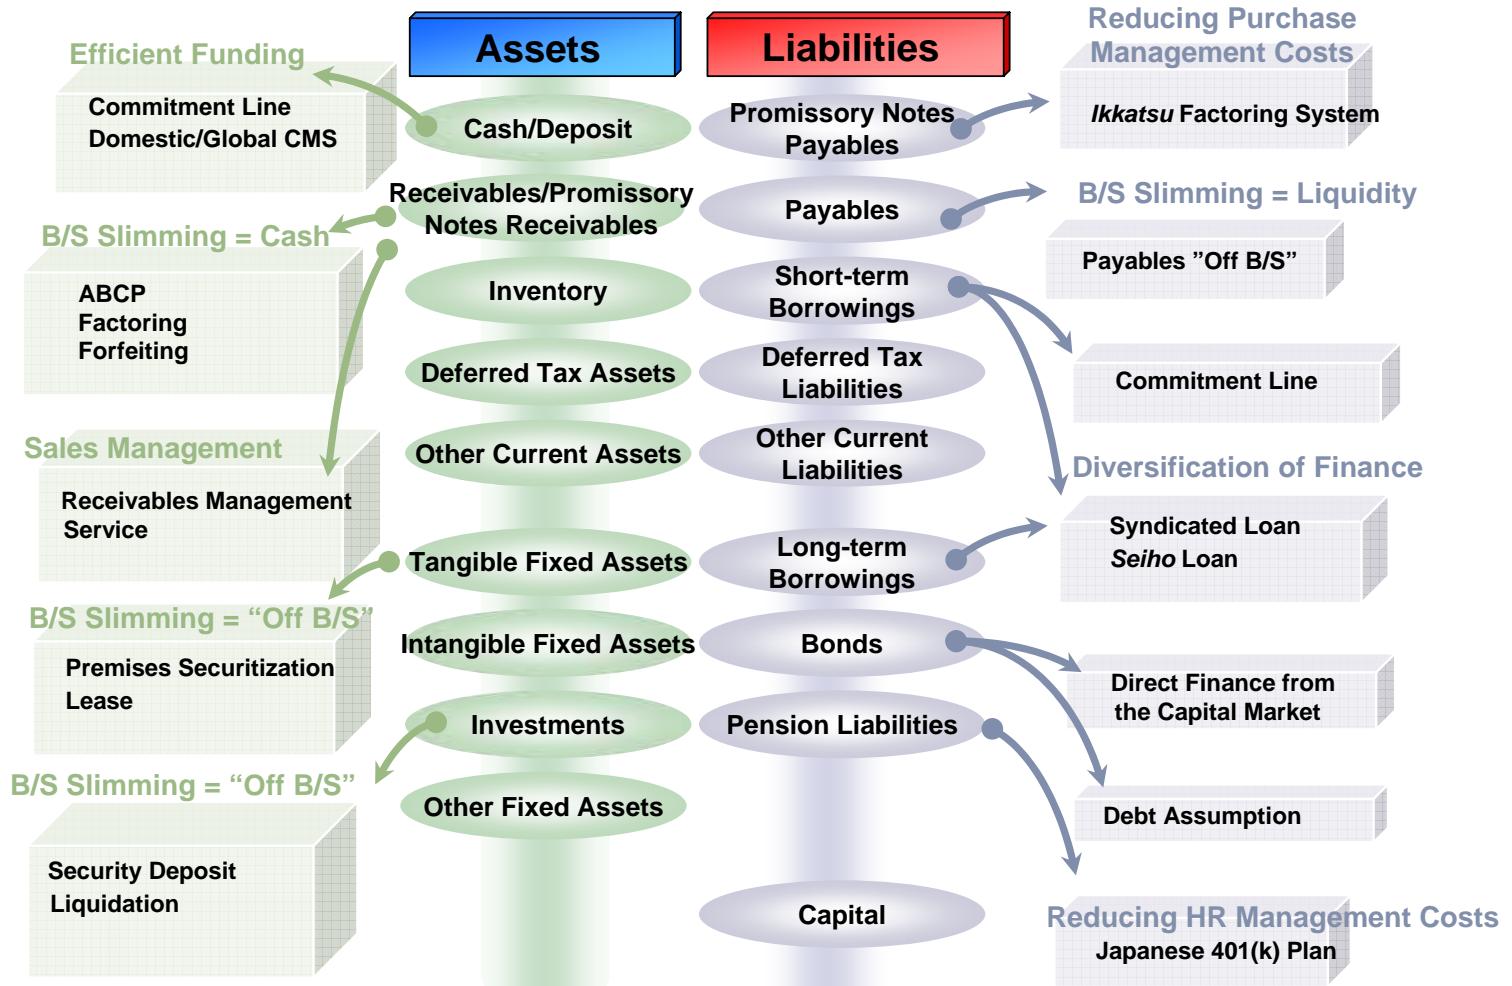 Assets
Liabilities
Efficient Funding
Commitment Line
Domestic/Global CMS
B/S Slimming = Cash
ABCP
Factoring
Forfeiting
Sales Management
Receivables Management
Service
B/S Slimming = “Off B/S”
Premises Securitization
Lease
B/S Slimming = “Off B/S”
Security Deposit
Liquidation
Cash/Deposit
Receivables/Promissory
Notes Receivables
Inventory
Deferred Tax Assets
Other Current Assets
Tangible Fixed Assets
Intangible Fixed Assets
Investments
Other Fixed Assets
Promissory Notes
Payables
Payables
Short-term
Borrowings
Deferred Tax
Liabilities
Other Current
Liabilities
Long-term
Borrowings
Bonds
Pension Liabilities
Capital
Reducing Purchase
Management Costs
Ikkatsu Factoring System
B/S Slimming = Liquidity
Payables ”Off B/S”
Commitment Line
Diversification of Finance
Syndicated Loan
Seiho Loan
Direct Finance from
the Capital Market
Debt Assumption
Reducing HR Management Costs
Japanese 401(k) Plan